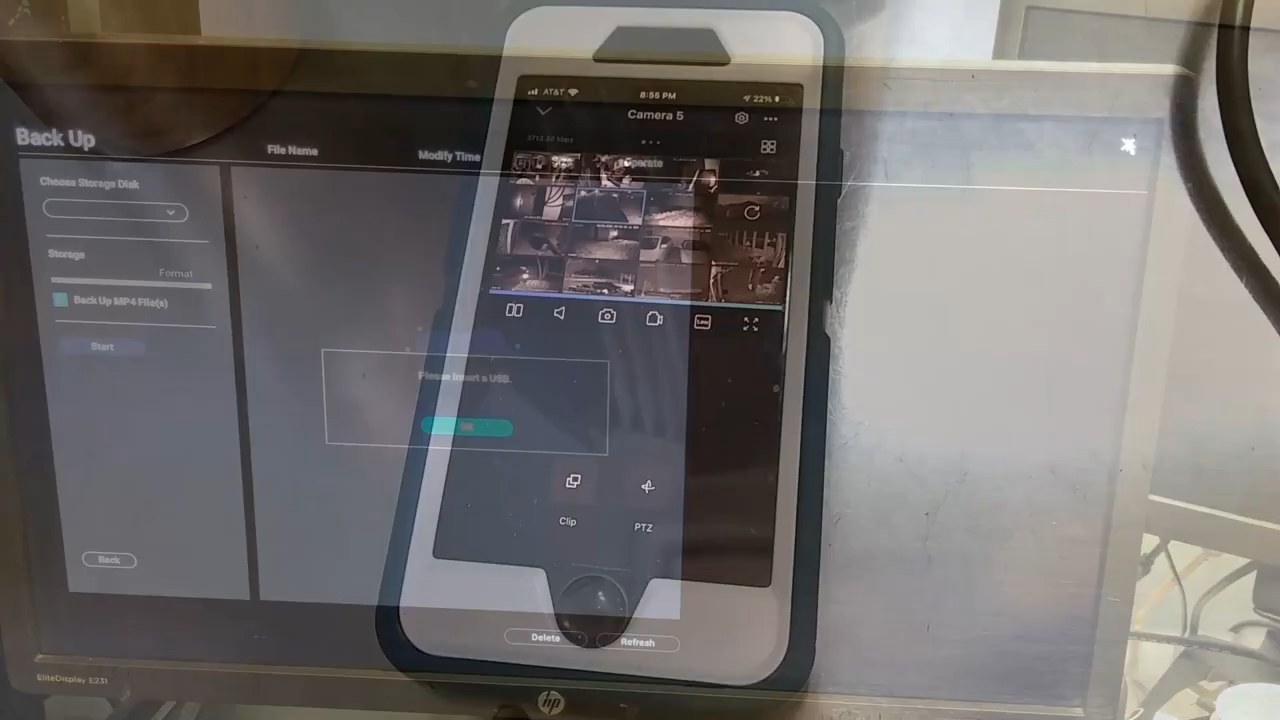 AT&T
8:55 PM
22%
Camera 5
Back Up
File Name
Modify Time
Operate
Choose Storage Disk
Storage
Format
Back Up MP4 File(s)
Start
Please insert a USB.
Clip
PTZ
Back
Delete
Refresh
EliteDisplay E231
hp